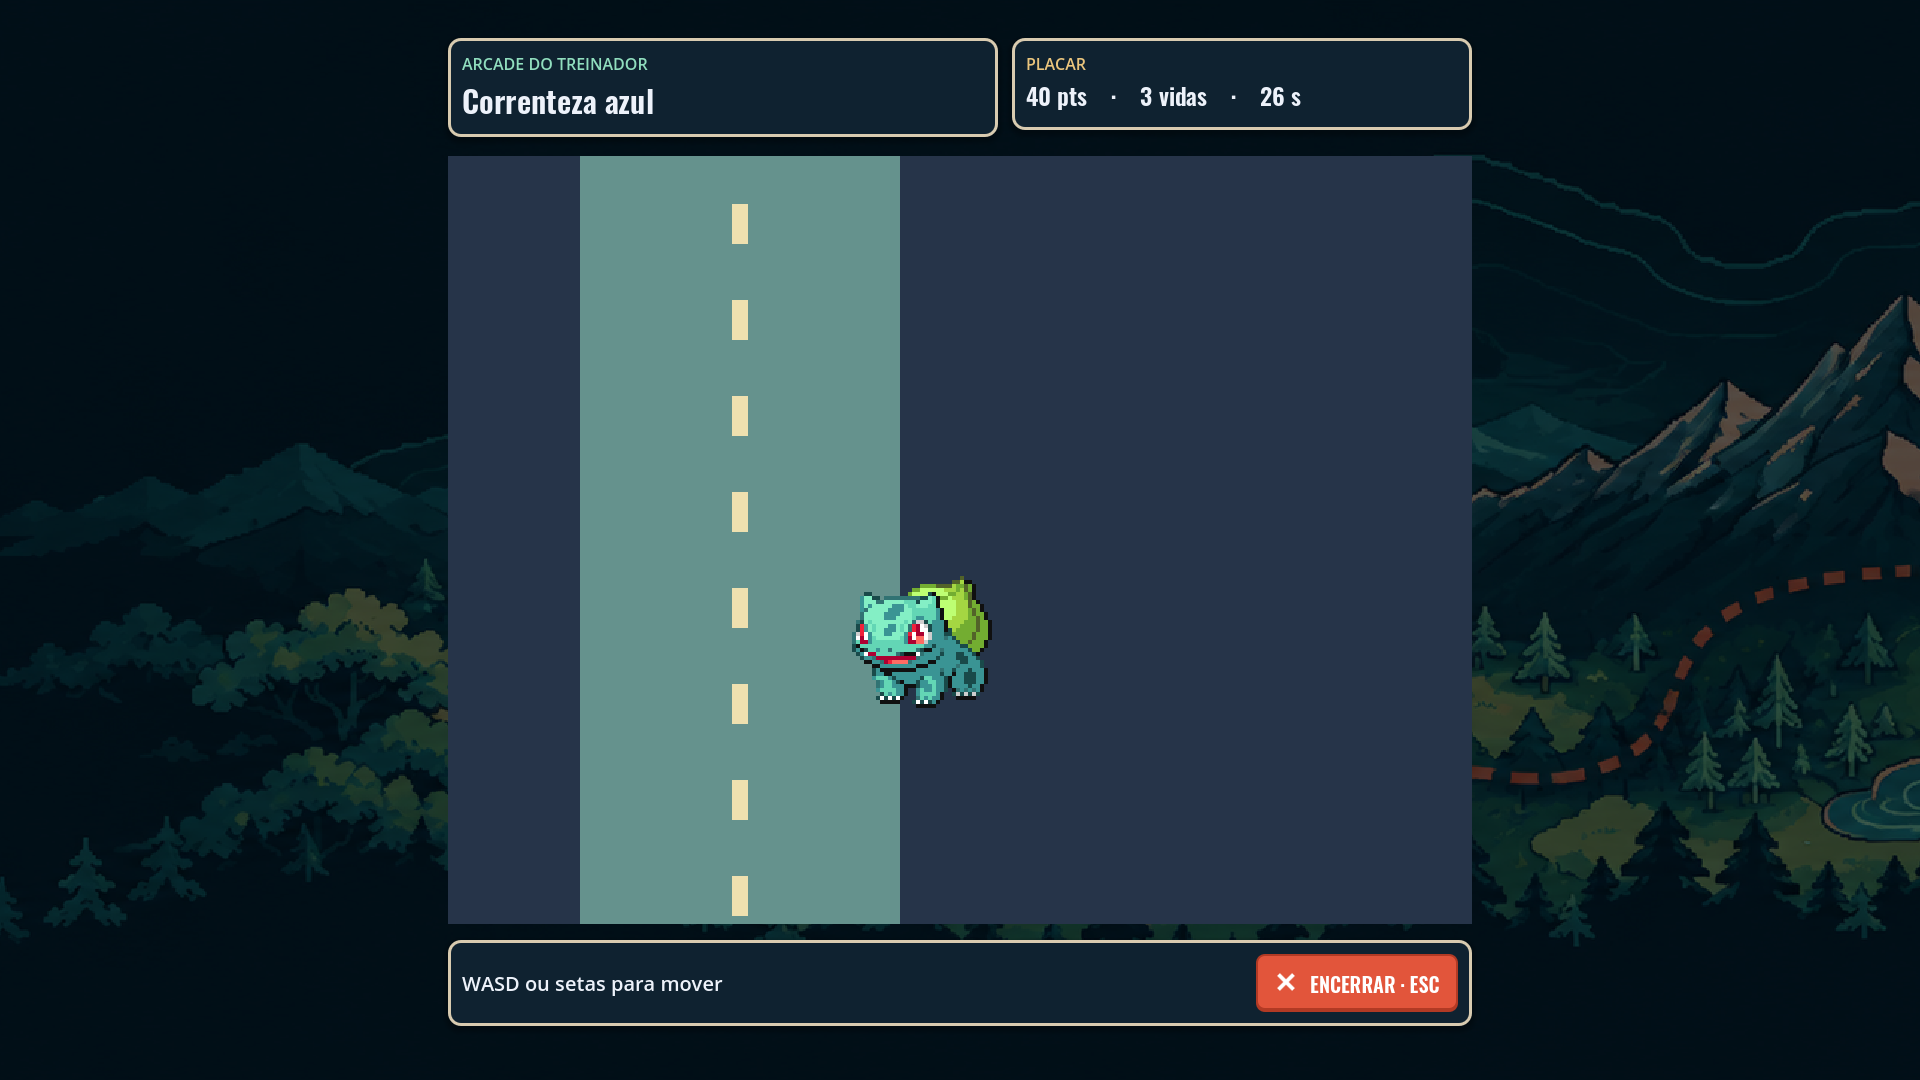 ARCADE DO TREINADOR
Correnteza azul
PLACAR
40 pts · 3 vidas · 26 s
WASD ou setas para mover
✕ ENCERRAR · ESC